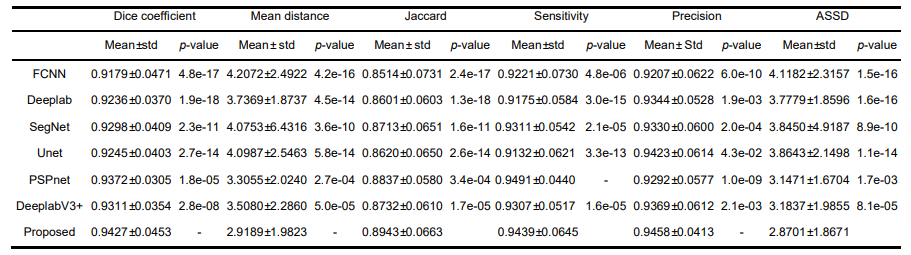 Dice coefficient Mean distance Jaccard Sensitivity Precision ASSD
Mean±std p-value Mean± std p-value Mean±std p-value Mean±std p-value Mean± Std p-value Mean±std p-value
FCNN 0.9179±0.0471 4.8e-17 4.2072±2.4922 4.2e-16 0.8514±0.0731 2.4e-17 0.9221±0.0730 4.8e-06 0.9207±0.0622 6.0e-10 4.1182±2.3157 1.5e-16
Deeplab 0.9236±0.0370 1.9e-18 3.7369±1.8737 4.5e-14 0.8601±0.0603 1.3e-18 0.9175±0.0584 3.0e-15 0.9344±0.0528 1.9e-03 3.7779±1.8596 1.6e-16
SegNet 0.9298±0.0409 2.3e-11 4.0753±6.4316 3.6e-10 0.8713±0.0651 1.6e-11 0.9311±0.0542 2.1e-05 0.9330±0.0600 2.0e-04 3.8450±4.9187 8.9e-10
Unet 0.9245±0.0403 2.7e-14 4.0987±2.5463 5.8e-14 0.8620±0.0650 2.6e-14 0.9132±0.0621 3.3e-13 0.9423±0.0614 4.3e-02 3.8643±2.1498 1.1e-14
PSPnet 0.9372±0.0305 1.8e-05 3.3055±2.0240 2.7e-04 0.8837±0.0580 3.4e-04 0.9491±0.0440 - 0.9292±0.0577 1.0e-09 3.1471±1.6704 1.7e-03
DeeplabV3+ 0.9311±0.0354 2.8e-08 3.5080±2.2860 5.0e-05 0.8732±0.0610 1.7e-05 0.9307±0.0517 1.6e-05 0.9369±0.0612 2.1e-03 3.1837±1.9855 8.1e-05
Proposed 0.9427±0.0453 - 2.9189±1.9823 - 0.8943±0.0663 0.9439±0.0645 0.9458±0.0413 - 2.8701±1.8671